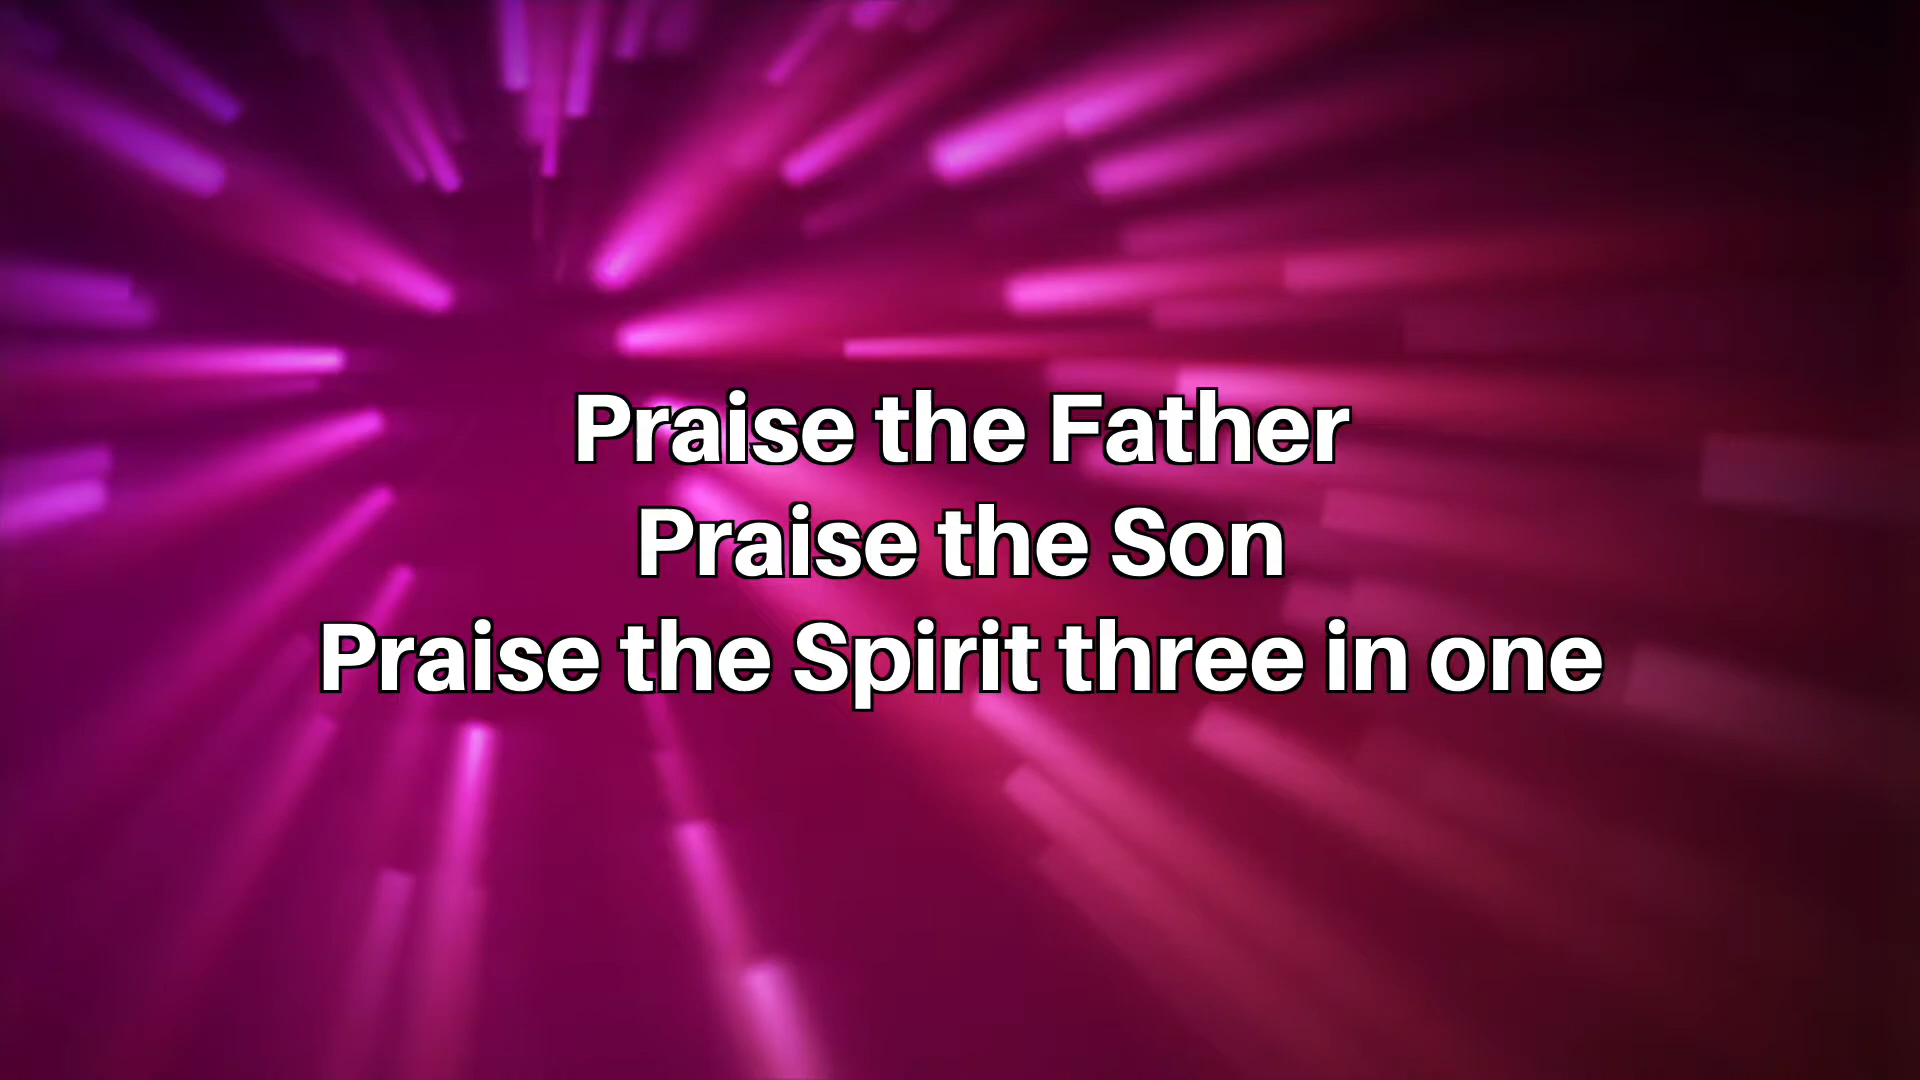 Praise the Father
Praise the Son
Praise the Spirit three in one